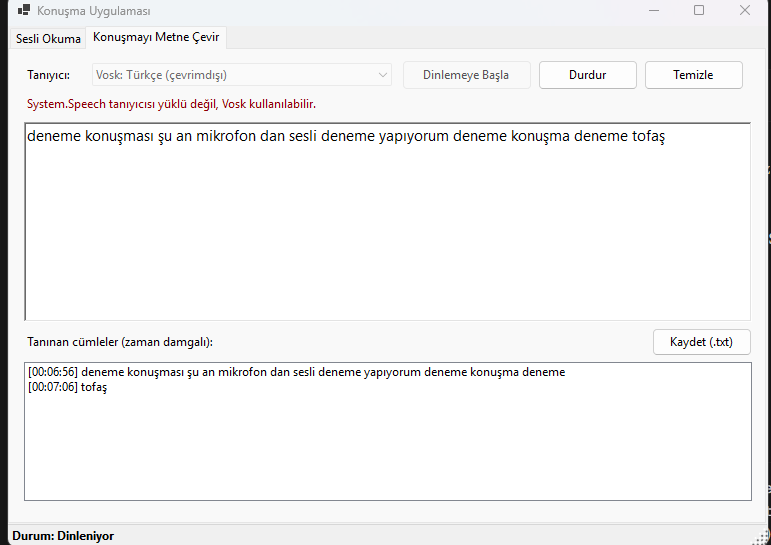 Konuşma Uygulaması
Sesli Okuma Konuşmayı Metne Çevir
Tanıyıcı: Vosk: Türkçe (çevrimdışı) Dinlemeye Başla Durdur Temizle
System.Speech tanıyıcısı yüklü değil, Vosk kullanılabilir.
deneme konuşması şu an mikrofon dan sesli deneme yapıyorum deneme konuşma deneme tofaş
Tanınan cümleler (zaman damgalı): Kaydet (.txt)
[00:06:56] deneme konuşması şu an mikrofon dan sesli deneme yapıyorum deneme konuşma deneme
[00:07:06] tofaş
Durum: Dinleniyor